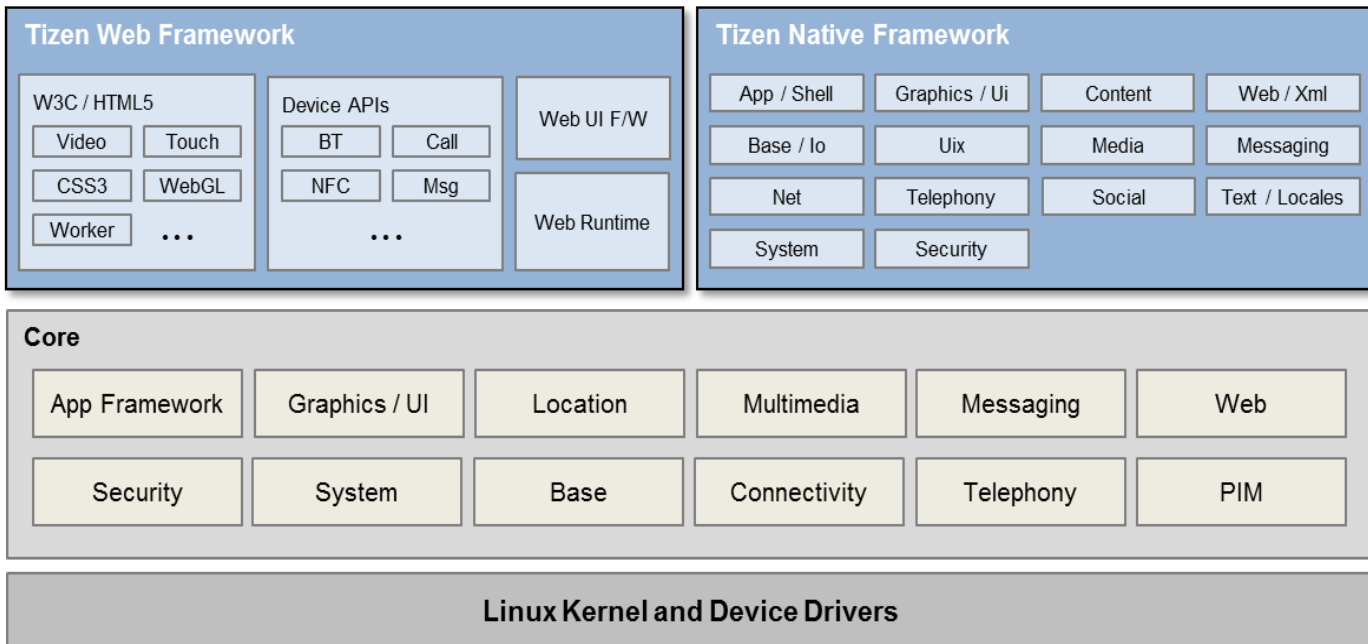 Tizen Web Framework
W3C / HTML5
Video Touch
CSS3 WebGL
Worker ...
Device APIs
BT Call
NFC Msg
...
Web UI F/W
Web Runtime
Tizen Native Framework
App / Shell Graphics / Ui Content Web / Xml
Base / Io Uix Media Messaging
Net Telephony Social Text / Locales
System Security
Core
App Framework Graphics / UI Location Multimedia Messaging Web
Security System Base Connectivity Telephony PIM
Linux Kernel and Device Drivers